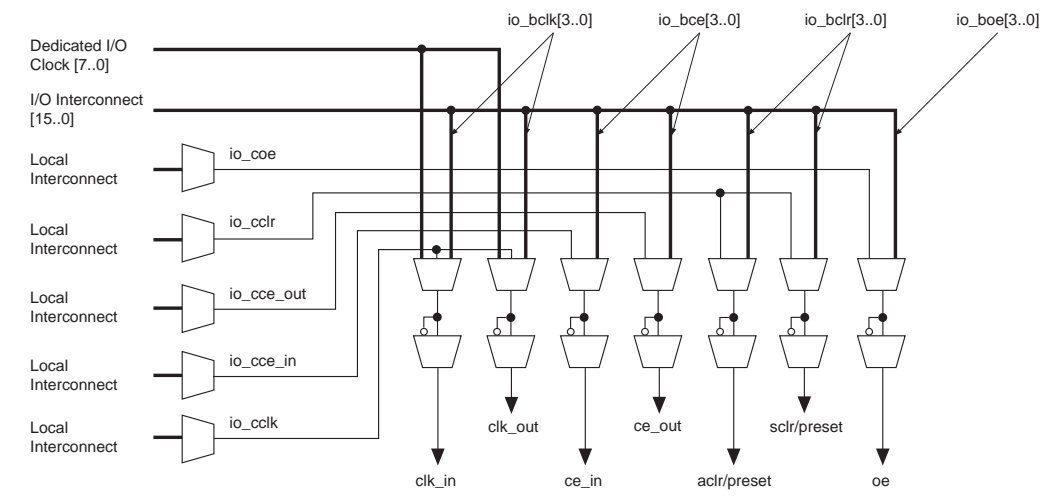 io_bclk[3..0]
io_bce[3..0]
io_bclr[3..0]
io_boe[3..0]
Dedicated I/O
Clock [7..0]
I/O Interconnect
[15..0]
Local
Interconnect
io_coe
Local
Interconnect
io_cclr
Local
Interconnect
io_cce_out
Local
Interconnect
io_cce_in
Local
Interconnect
io_cclk
clk_out
ce_out
sclr/preset
clk_in
ce_in
aclr/preset
oe